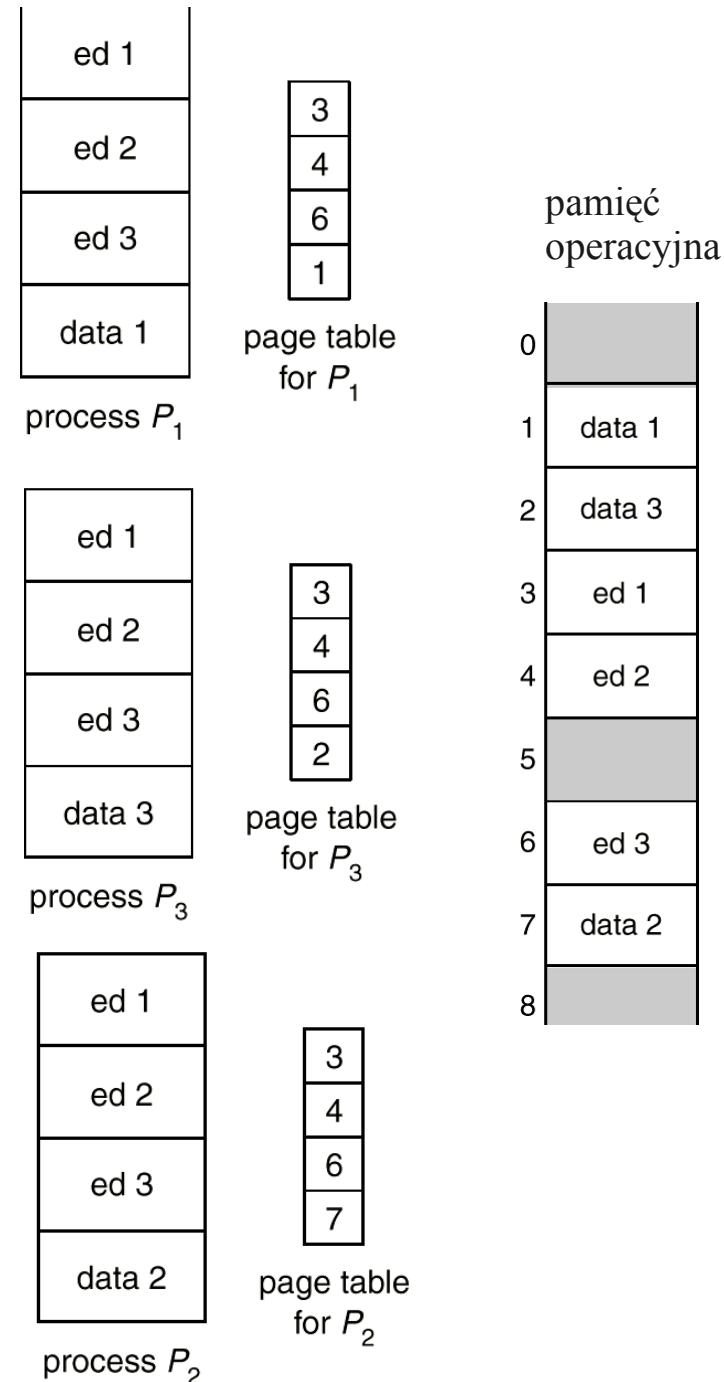 ed 1
ed 2
ed 3
data 1
process P1
3
4
6
1
page table
for P1
ed 1
ed 2
ed 3
data 3
process P3
3
4
6
2
page table
for P3
ed 1
ed 2
ed 3
data 2
process P2
3
4
6
7
page table
for P2
pamięć
operacyjna
0
1 data 1
2 data 3
3 ed 1
4 ed 2
5
6 ed 3
7 data 2
8